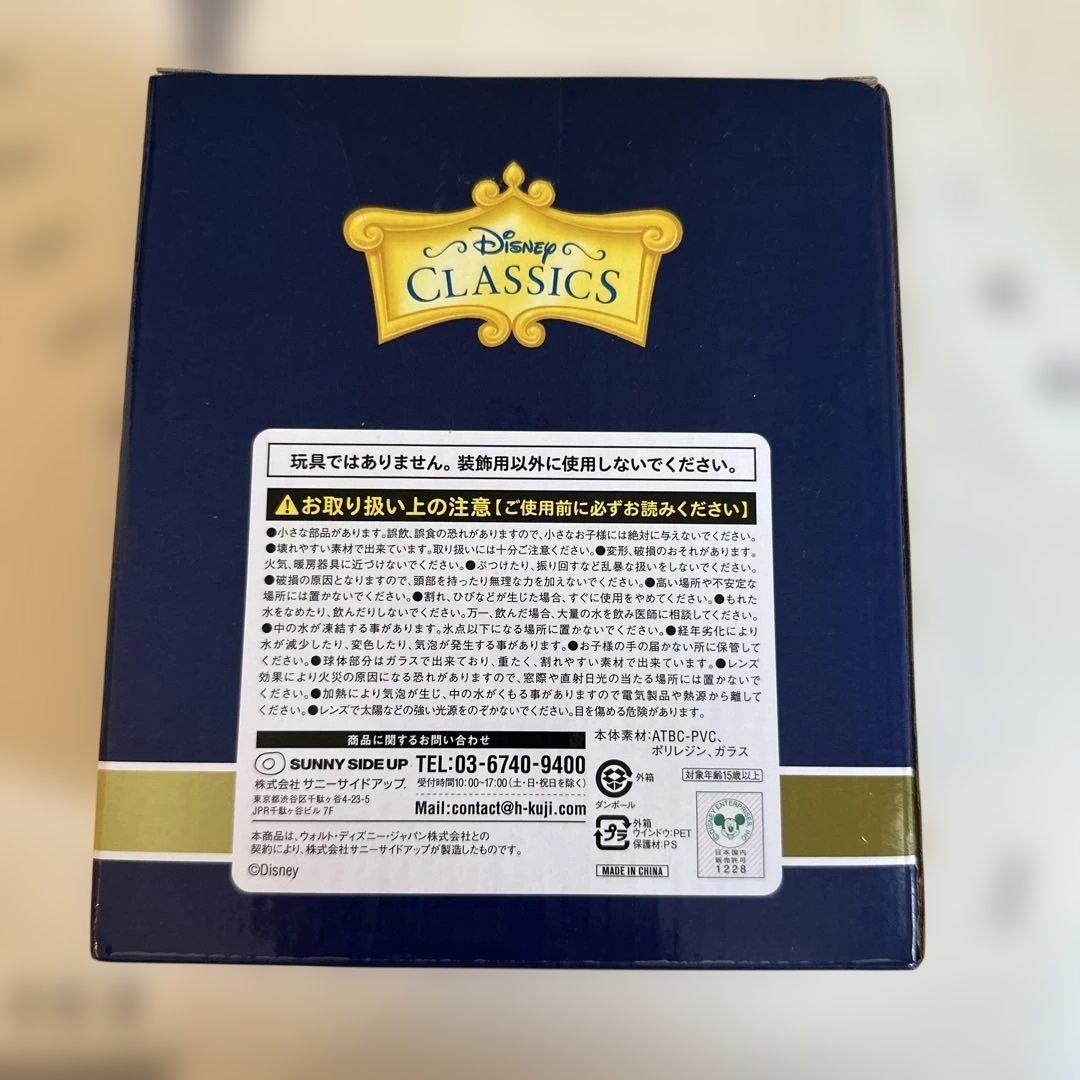 Disney
CLASSICS
玩具ではありません。装飾用以外に使用しないでください。
お取り扱い上の注意【ご使用前に必ずお読みください】
●小さな部品があります。誤飲、誤食の恐れがありますので、小さなお子様には絶対に与えないでください。
●壊れやすい素材で出来ています。取り扱いには十分ご注意ください。●変形、破損のおそれがあります。
火気、暖房器具に近づけないでください。●ぶつけたり、振り回すなど乱暴な扱いをしないでください。
●破損の原因となりますので、頭部を持ったり無理な力を加えないでください。●高い場所や不安定な
場所には置かないでください。●割れ、ひびなどが生じた場合、すぐに使用をやめてください。●もれた
水をなめたり、飲んだりしないでください。万一、飲んだ場合、大量の水を飲み医師に相談してください。
●中の水が凍結する事があります。氷点以下になる場所に置かないでください。●経年劣化により
水が減少したり、変色したり、気泡が発生する事があります。●お子様の手の届かない所に保管して
ください。●球体部分はガラスで出来ており、重たく、割れやすい素材で出来ています。●レンズ
効果により火災の原因になる恐れがありますので、窓際や直射日光の当たる場所には置かないで
ください。●加熱により気泡が生じ、中の水がくもる事がありますので電気製品や熱源から離して
ください。●レンズで太陽などの強い光源をのぞかないでください。目を傷める危険があります。
商品に関するお問い合わせ
SUNNY SIDE UP
株式会社 サニーサイドアップ.
東京都渋谷区千駄ヶ谷4-23-5
JPR千駄ヶ谷ビル 7F
TEL:03-6740-9400
受付時間10:00~17:00(土・日・祝日を除く)
Mail:contact@h-kuji.com
本商品は、ウォルト・ディズニー・ジャパン株式会社との
契約により、株式会社サニーサイドアップが製造したものです。
©Disney
本体素材:ATBC-PVC、
ポリレジン、ガラス
外箱
ダンボール
対象年齢15歳以上
プラ
外箱
ウインドウ:PET
保護材:PS
MADE IN CHINA
©DISNEY ENTERPRISES, INC.
日本国内
販売許可
1228